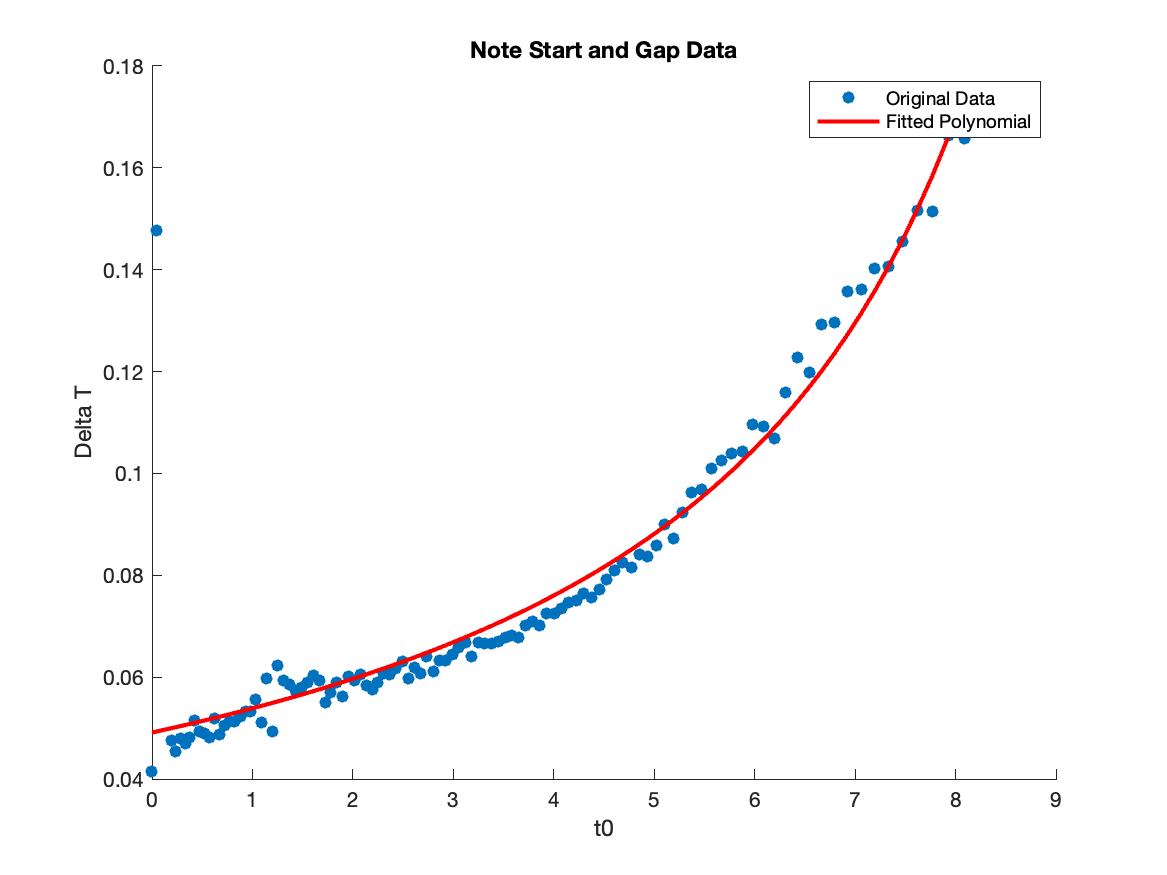 Note Start and Gap Data
Original Data
Fitted Polynomial
0.18
0.16
0.14
0.12
0.1
0.08
0.06
0.04
Delta T
0 1 2 3 4 5 6 7 8 9
t0